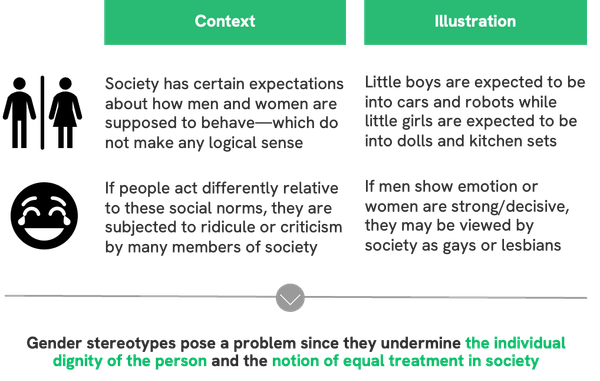 Context
Illustration
Society has certain expectations
about how men and women are
supposed to behave—which do
not make any logical sense
Little boys are expected to be
into cars and robots while
little girls are expected to be
into dolls and kitchen sets
If people act differently relative
to these social norms, they are
subjected to ridicule or criticism
by many members of society
If men show emotion or
women are strong/decisive,
they may be viewed by
society as gays or lesbians
Gender stereotypes pose a problem since they undermine the individual
dignity of the person and the notion of equal treatment in society